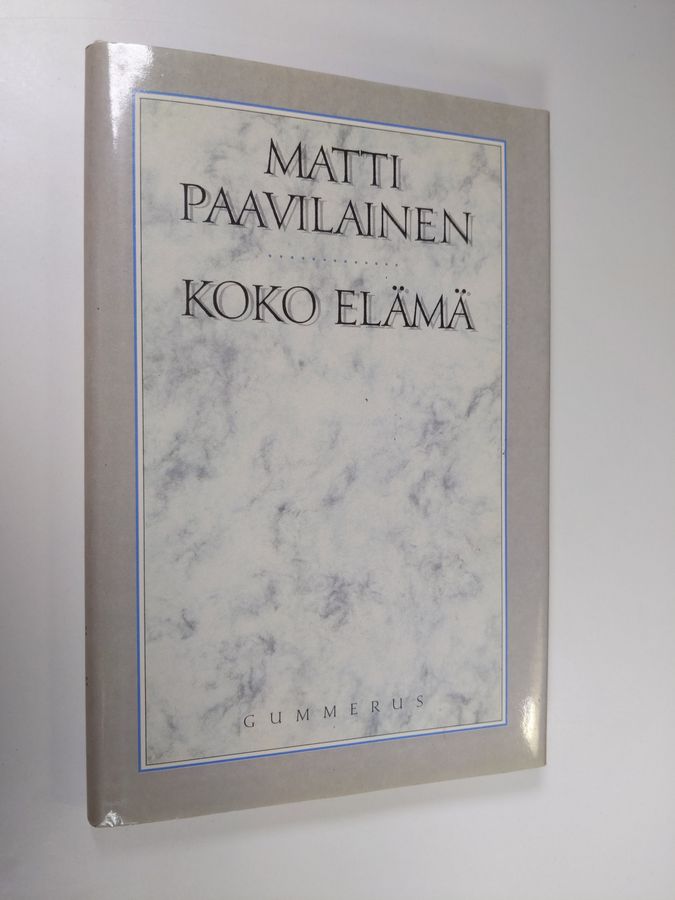 MATTI
PAAVILAINEN
KOKO ELÄMÄ
GUMMERUS